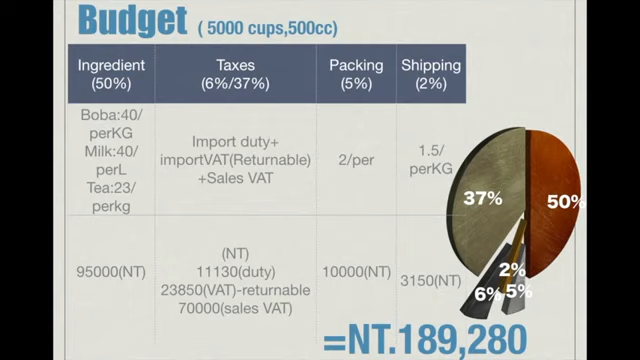 Budget ( 5000 cups,500cc)
Ingredient
(50%)
Taxes
(6%/37%)
Packing
(5%)
Shipping
(2%)
Boba:40/
perKG
Milk:40/
perL
Tea:23/
perkg
Import duty+
importVAT(Returnable)
+Sales VAT
2/per
1.5/
perKG
95000(NT)
(NT)
11130(duty)
23850(VAT)-returnable
70000(sales VAT)
10000(NT)
3150(NT)
37%
50%
2%
6%
5%
=NT.189,280